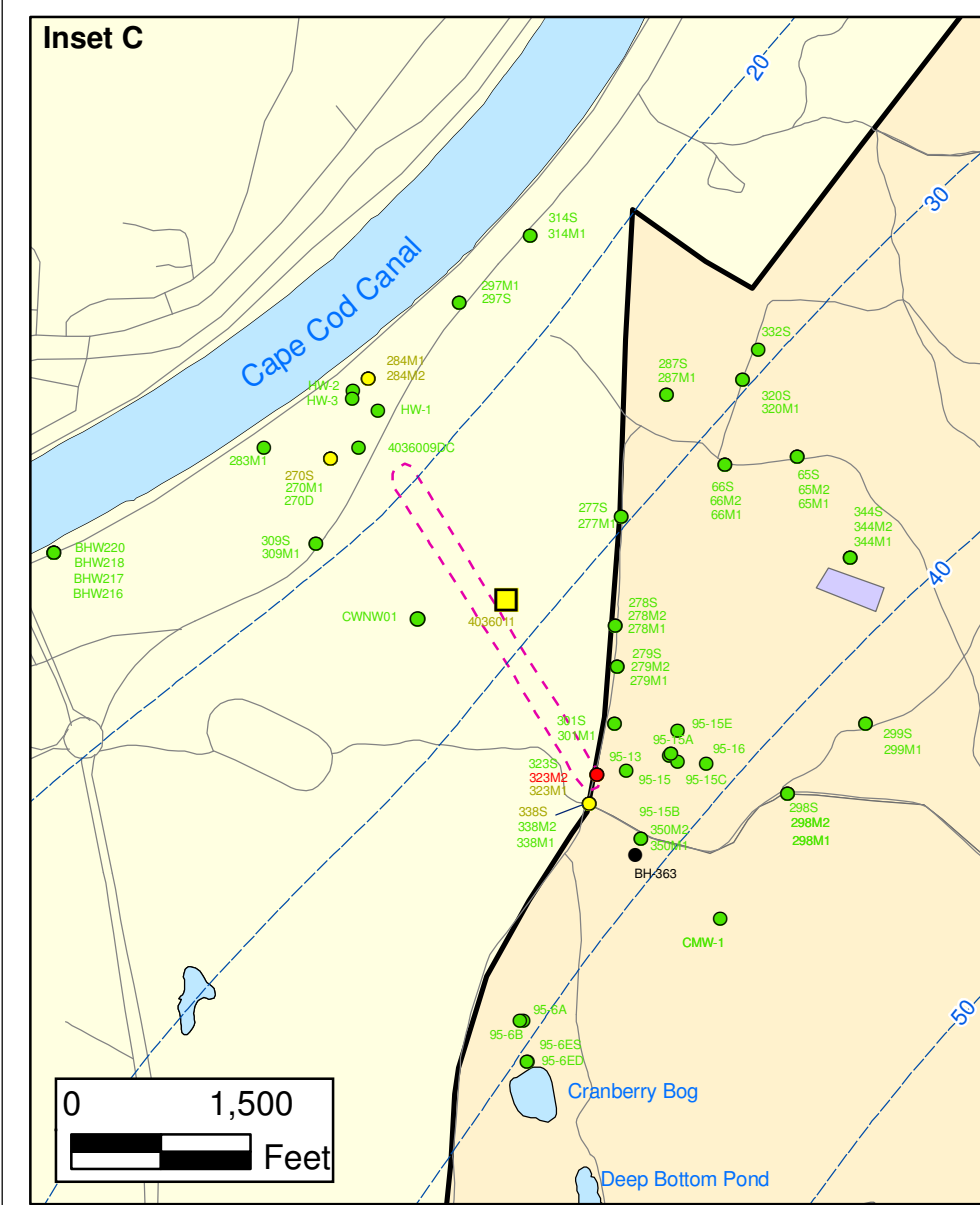 Inset C
20
30
314S
314M1
Cape Cod Canal
297M1
297S
332S
284M1
284M2
287S
287M1
HW-2
HW-3
HW-1
320S
320M1
4036009DC
283M1
270S
270M1
270D
65S
65M2
65M1
66S
66M2
66M1
277S
277M1
344S
344M2
344M1
309S
309M1
BHW220
BHW218
BHW217
BHW216
40
CWNW01
4036011
278S
278M2
278M1
279S
279M2
279M1
301S
301M1
95-15E
95-15A
95-16
299S
299M1
95-13
323S
323M2
323M1
95-15
95-15C
338S
338M2
338M1
95-15B
298S
298M2
298M1
350M2
350M1
BH-363
CMW-1
50
95-6A
95-6B
95-6ES
95-6ED
Cranberry Bog
0
1,500
Feet
Deep Bottom Pond